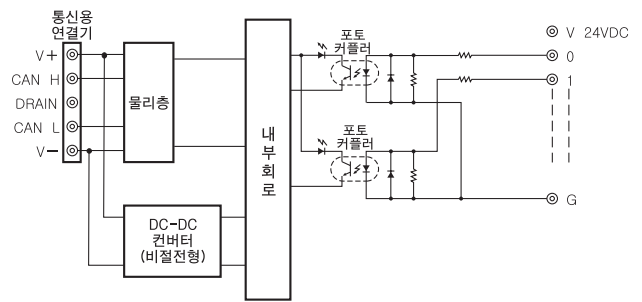 통신용
연결기
V+
CAN H
DRAIN
CAN L
V-
물리층
DC-DC
컨버터
(비절전형)
내
부
회
로
포토
커플러
포토
커플러
V 24VDC
0
1
G